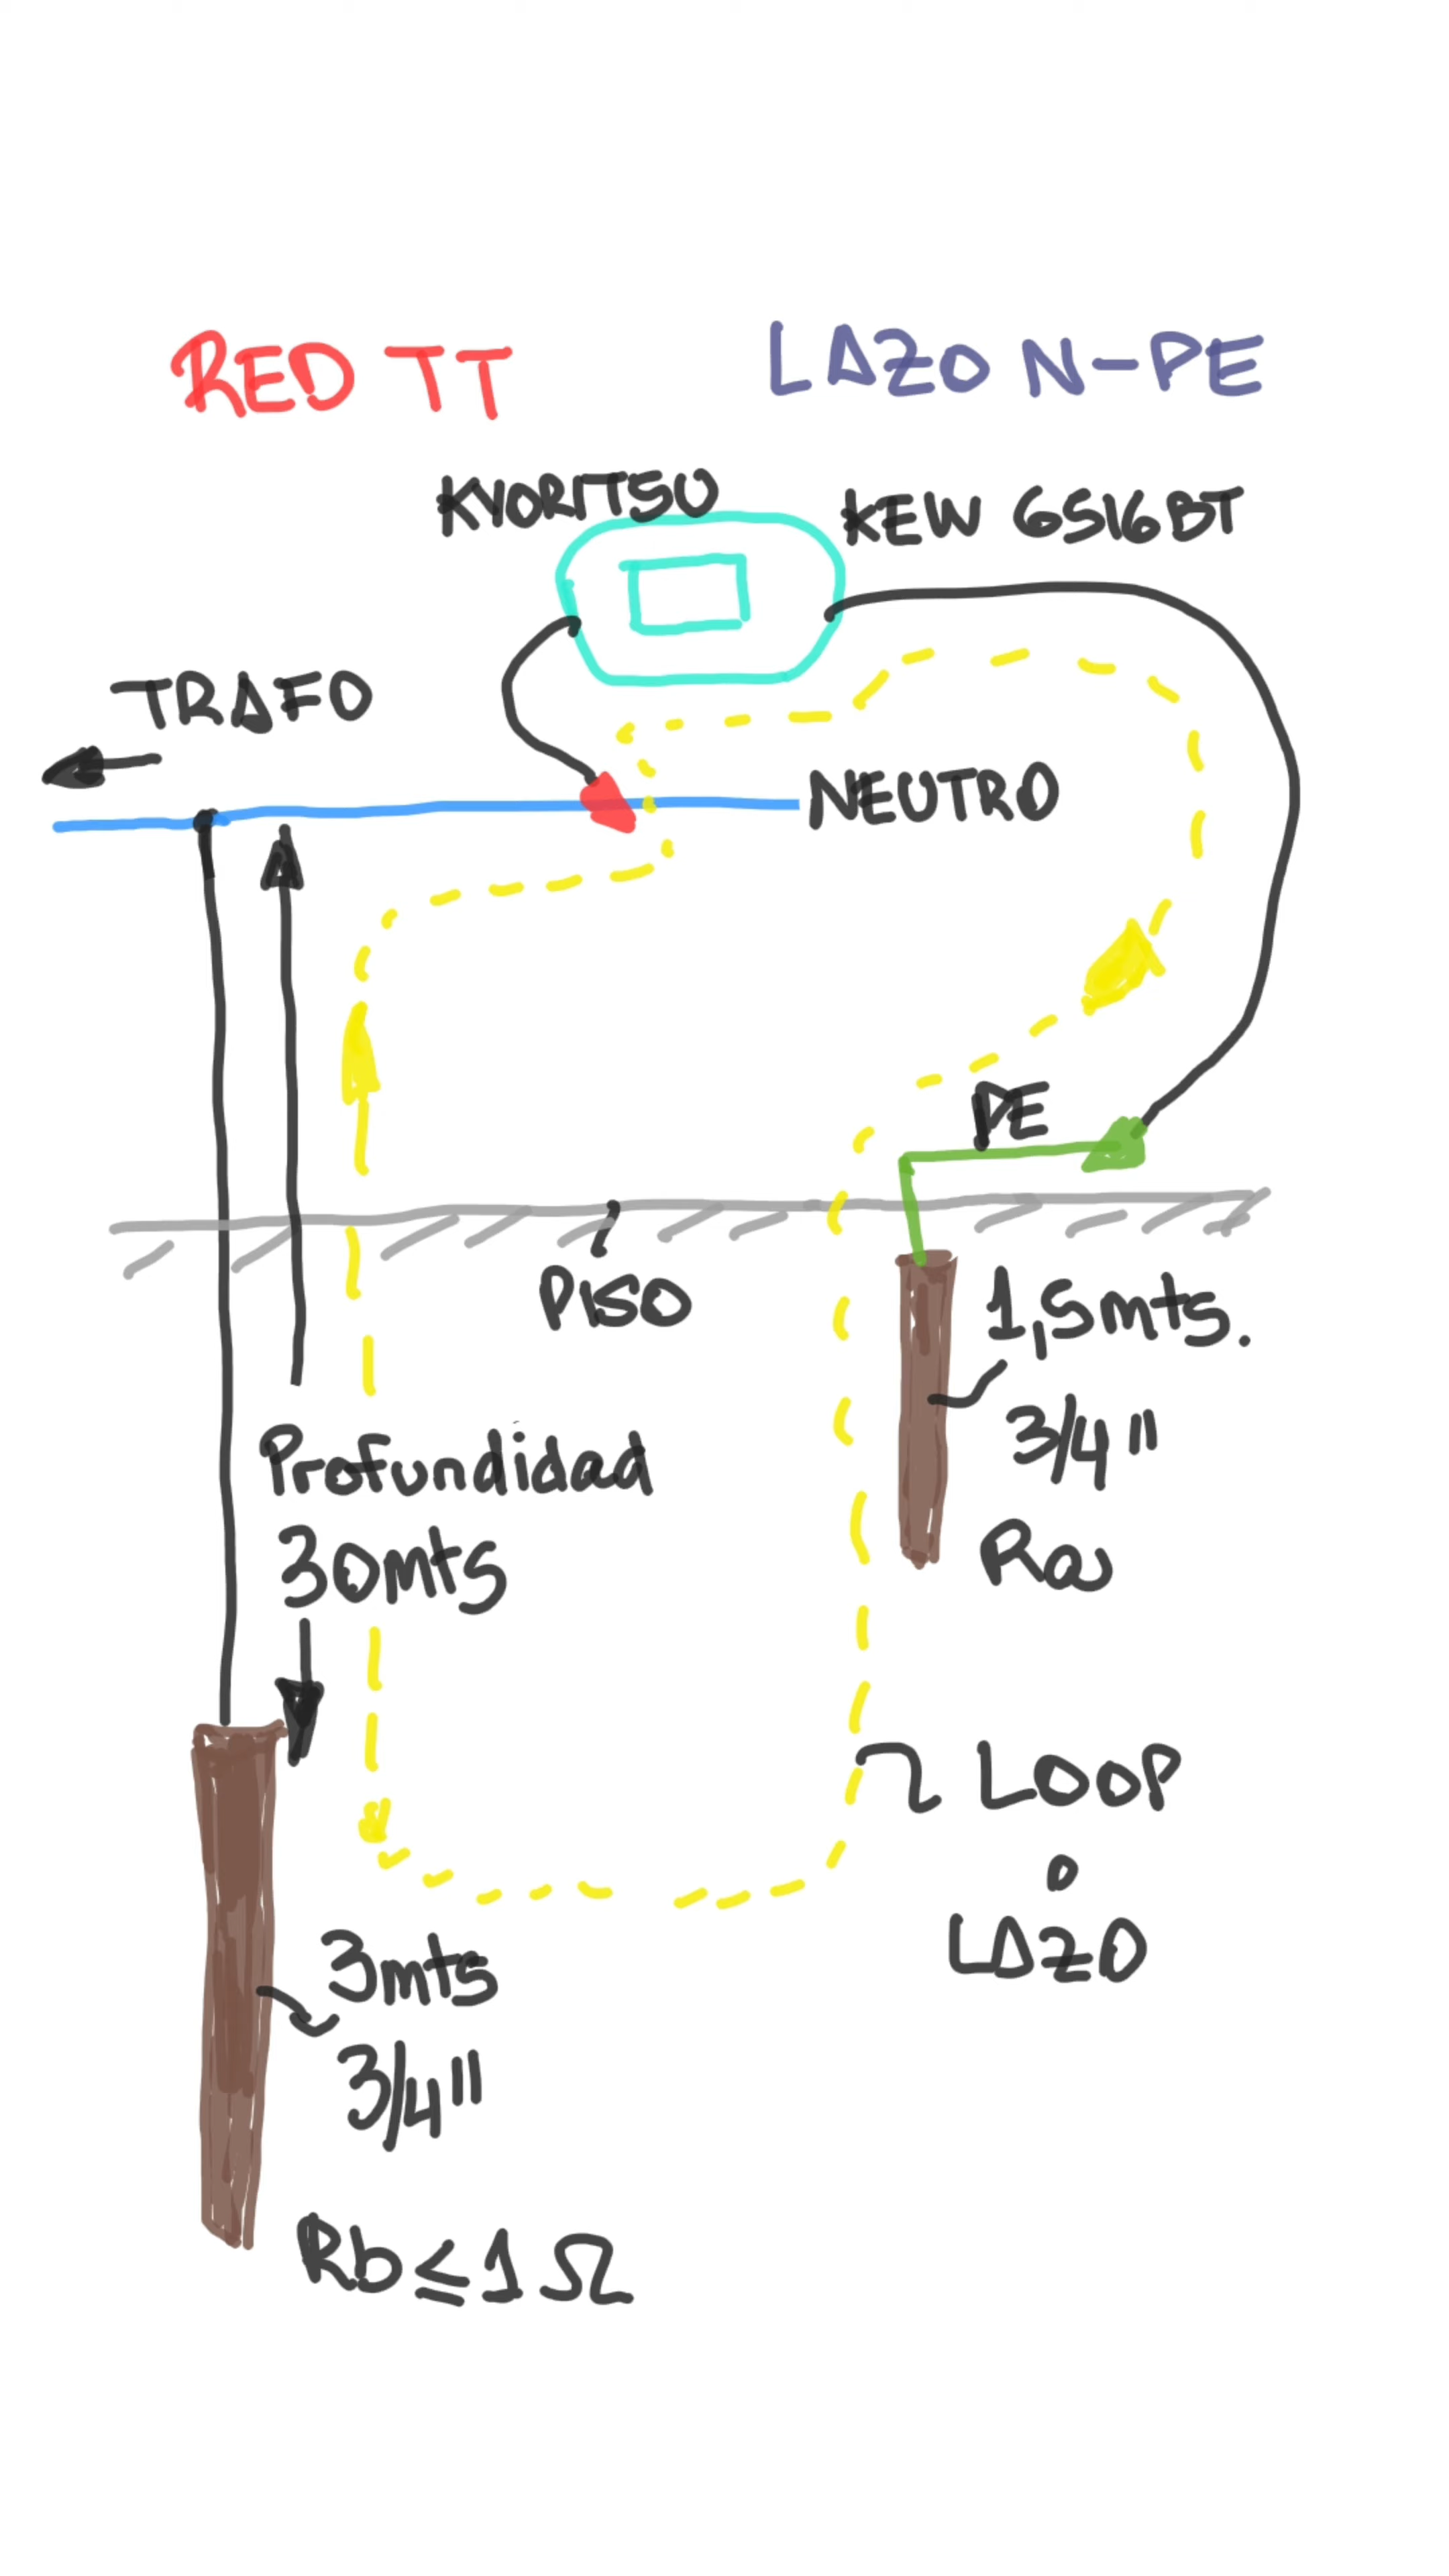 RED TT
LAZO N-PE
KYORITSU
KEW 6516BT
TRAFO
NEUTRO
PE
PISO
1,5mts.
3/4"
Ra
Profundidad
30mts
LOOP
o
LAZO
3mts
3/4"
Rb≤1Ω